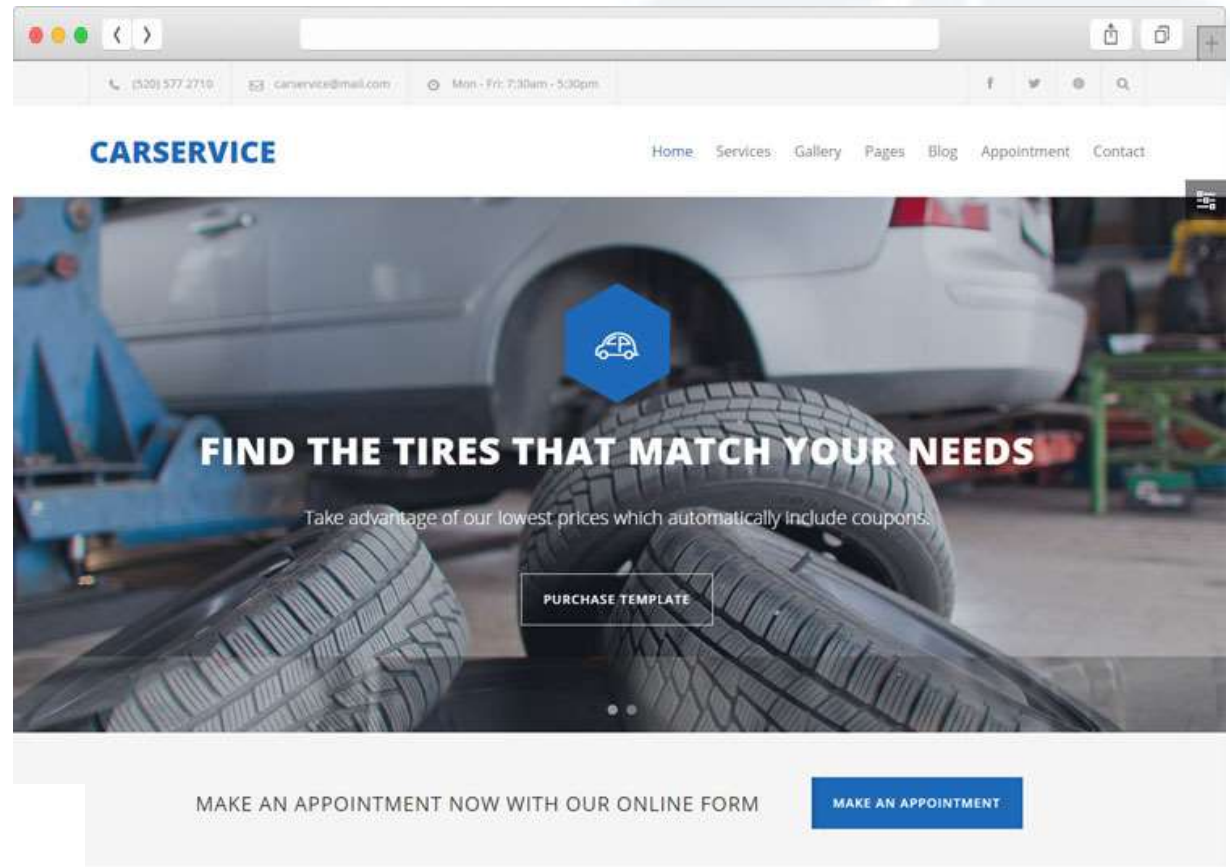 (520) 577 2710 carservice@mail.com Mon - Fri: 7:30am - 5:30pm
CARSERVICE
Home Services Gallery Pages Blog Appointment Contact
FIND THE TIRES THAT MATCH YOUR NEEDS
Take advantage of our lowest prices which automatically include coupons.
PURCHASE TEMPLATE
MAKE AN APPOINTMENT NOW WITH OUR ONLINE FORM
MAKE AN APPOINTMENT